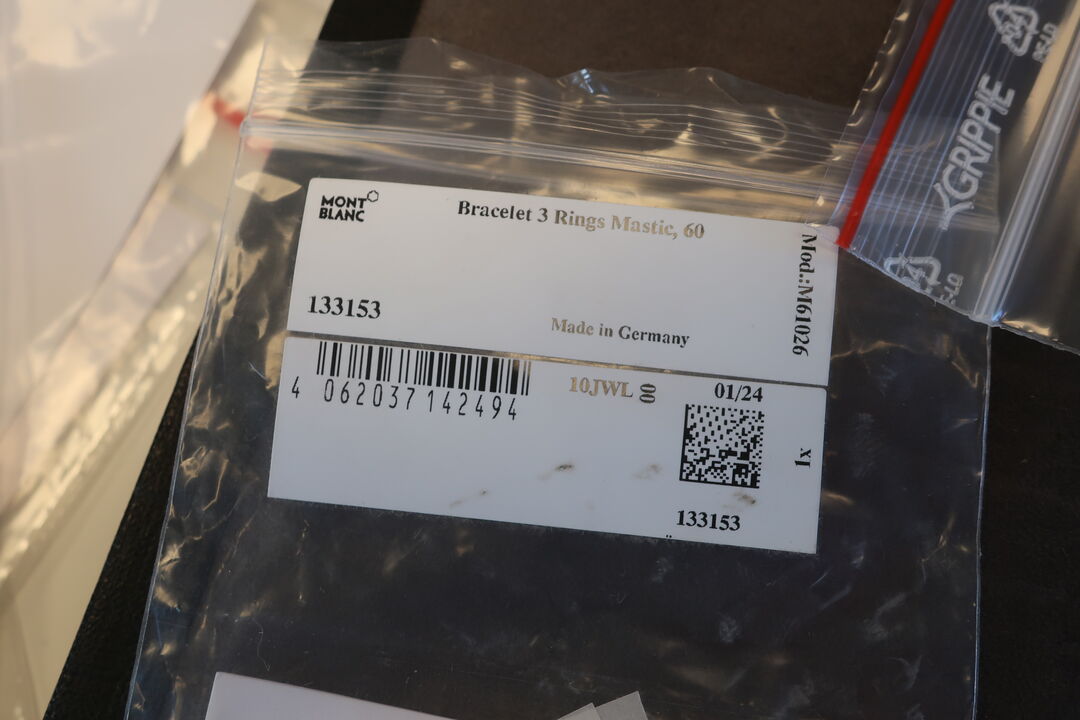 MONT
BLANC
Bracelet 3 Rings Mastic, 60
Mod.:M61026
133153
Made in Germany
4 062037 142494
10JWL 00
01/24
x1
133153
GRIPPIE